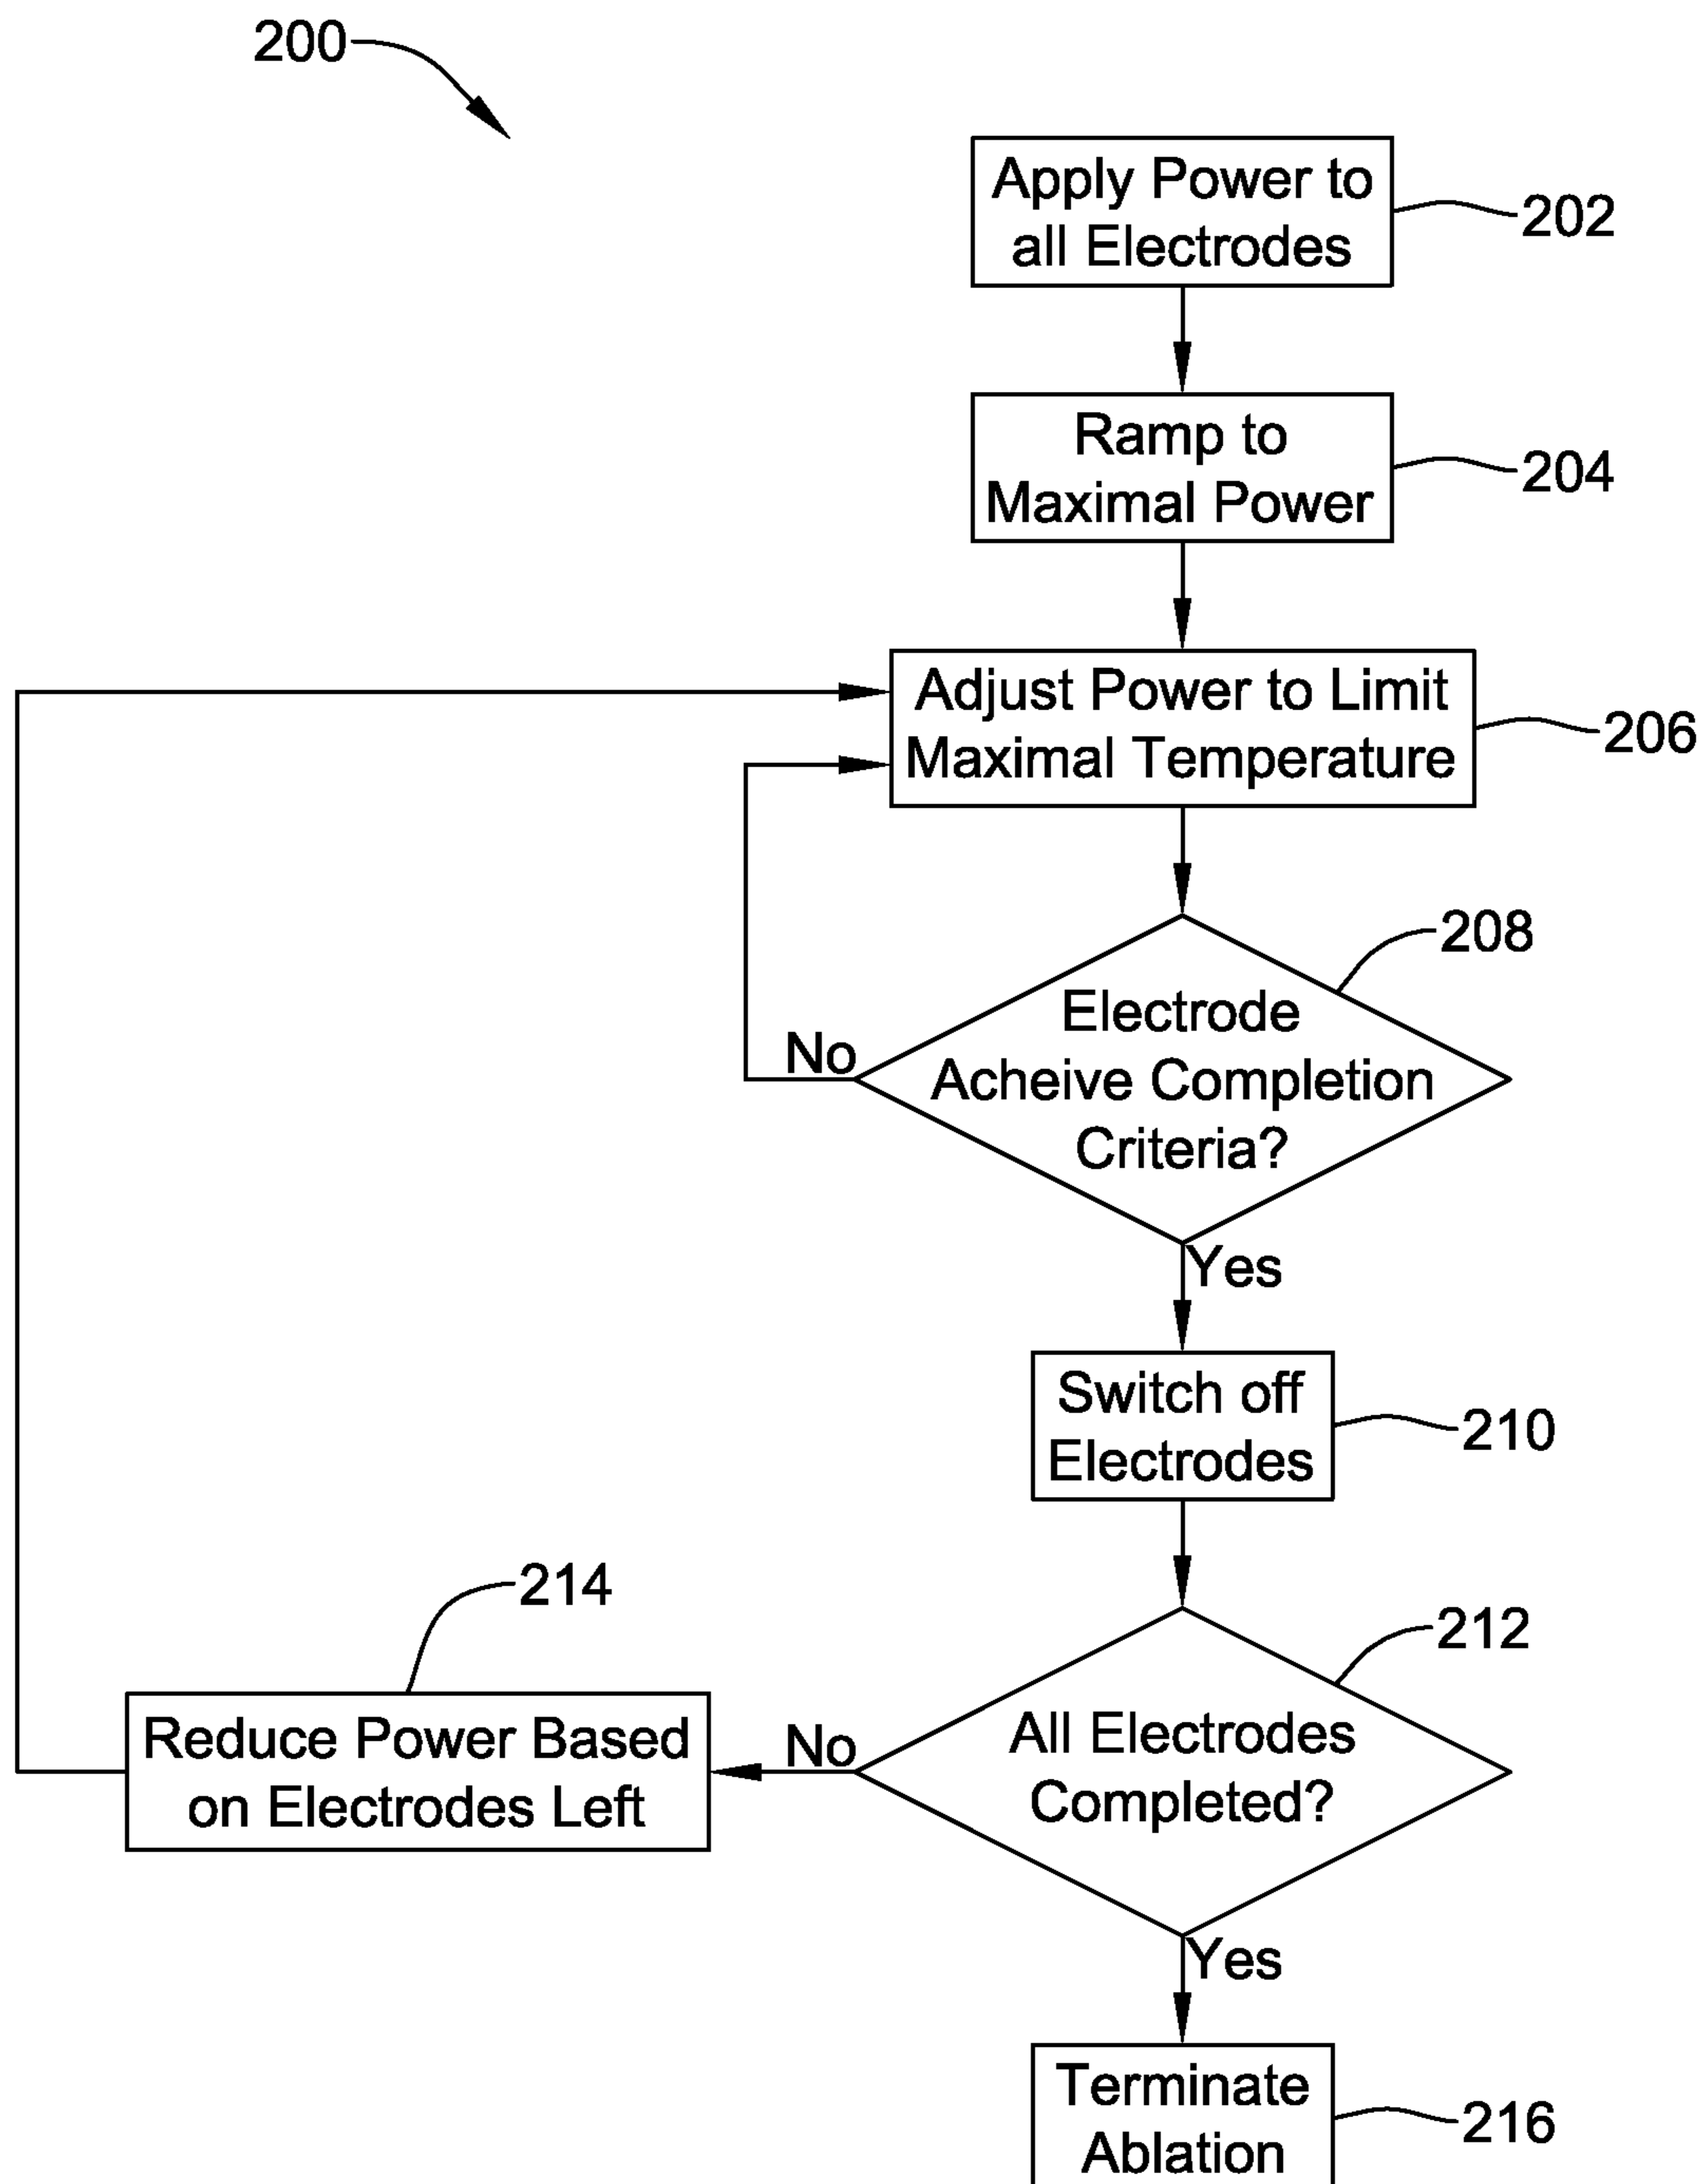 200
Apply Power to
all Electrodes
202
Ramp to
Maximal Power
204
Adjust Power to Limit
Maximal Temperature
206
208
Electrode
Acheive Completion
Criteria?
No
Yes
Switch off
Electrodes
210
214
212
Reduce Power Based
on Electrodes Left
No
All Electrodes
Completed?
Yes
Terminate
Ablation
216